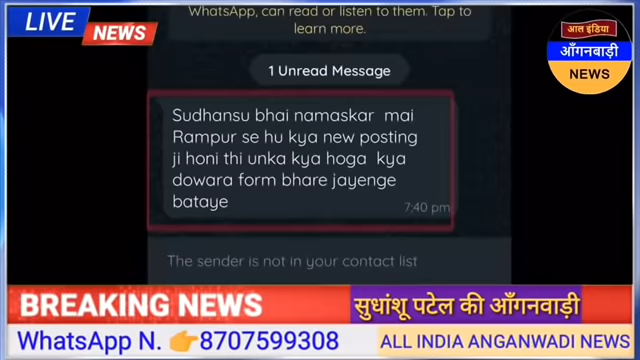 LIVE
NEWS
WhatsApp, can read or listen to them. Tap to
learn more.
आल इंडिया
आँगनबाड़ी
NEWS
1 Unread Message
Sudhansu bhai namaskar mai
Rampur se hu kya new posting
ji honi thi unka kya hoga kya
dowara form bhare jayenge
bataye
7:40 pm
The sender is not in your contact list
BREAKING NEWS
सुधांशू पटेल की आँगनवाड़ी
WhatsApp N. 👉8707599308
ALL INDIA ANGANWADI NEWS